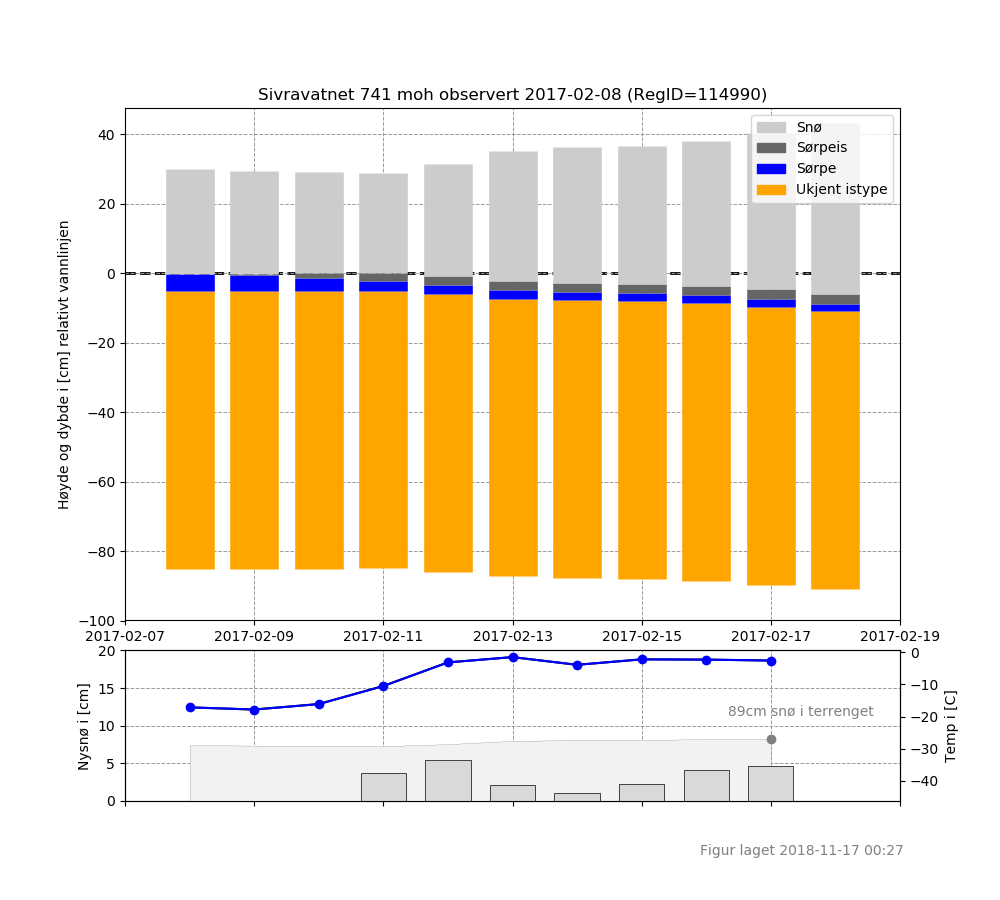 Sivravatnet 741 moh observert 2017-02-08 (RegID=114990)
Høyde og dybde i [cm] relativt vannlinjen
40
20
0
−20
−40
−60
−80
−100
Snø
Sørpeis
Sørpe
Ukjent istype
2017-02-07 2017-02-09 2017-02-11 2017-02-13 2017-02-15 2017-02-17 2017-02-19
Nysnø i [cm]
20
15
10
5
0
89cm snø i terrenget
0
−10
−20
−30
−40
Temp i [C]
Figur laget 2018-11-17 00:27